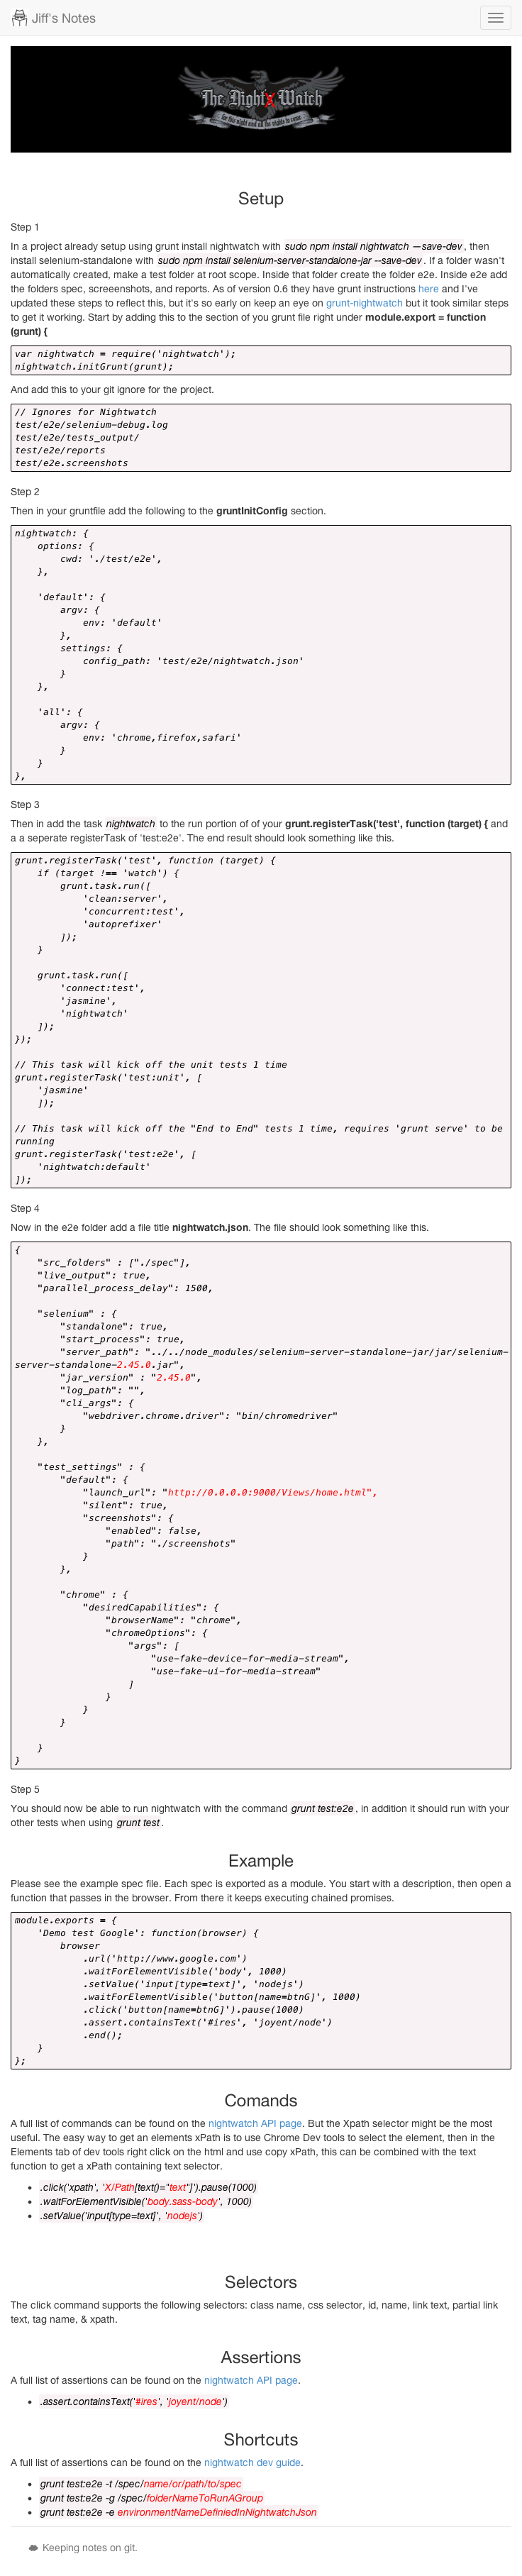 Jiff's Notes
The Night's Watch
for this night and all the nights to come
Setup
Step 1
In a project already setup using grunt install nightwatch with sudo npm install nightwatch —save-dev, then
install selenium-standalone with sudo npm install selenium-server-standalone-jar --save-dev. If a folder wasn't
automatically created, make a test folder at root scope. Inside that folder create the folder e2e. Inside e2e add
the folders spec, screeenshots, and reports. As of version 0.6 they have grunt instructions here and I've
updated these steps to reflect this, but it's so early on keep an eye on grunt-nightwatch but it took similar steps
to get it working. Start by adding this to the section of you grunt file right under module.export = function
(grunt) {
var nightwatch = require('nightwatch');
nightwatch.initGrunt(grunt);
And add this to your git ignore for the project.
// Ignores for Nightwatch
test/e2e/selenium-debug.log
test/e2e/tests_output/
test/e2e/reports
test/e2e.screenshots
Step 2
Then in your gruntfile add the following to the gruntInitConfig section.
nightwatch: {
    options: {
        cwd: './test/e2e',
    },
    'default': {
        argv: {
            env: 'default'
        },
        settings: {
            config_path: 'test/e2e/nightwatch.json'
        }
    },
    'all': {
        argv: {
            env: 'chrome,firefox,safari'
        }
    }
},
Step 3
Then in add the task nightwatch to the run portion of of your grunt.registerTask('test', function (target) { and
a a seperate registerTask of 'test:e2e'. The end result should look something like this.
grunt.registerTask('test', function (target) {
    if (target !== 'watch') {
        grunt.task.run([
            'clean:server',
            'concurrent:test',
            'autoprefixer'
        ]);
    }
    grunt.task.run([
        'connect:test',
        'jasmine',
        'nightwatch'
    ]);
});
// This task will kick off the unit tests 1 time
grunt.registerTask('test:unit', [
    'jasmine'
    ]);
// This task will kick off the "End to End" tests 1 time, requires 'grunt serve' to be
running
grunt.registerTask('test:e2e', [
    'nightwatch:default'
]);
Step 4
Now in the e2e folder add a file title nightwatch.json. The file should look something like this.
{
    "src_folders" : ["./spec"],
    "live_output": true,
    "parallel_process_delay": 1500,
    "selenium" : {
        "standalone": true,
        "start_process": true,
        "server_path": "../../node_modules/selenium-server-standalone-jar/jar/selenium-
server-standalone-2.45.0.jar",
        "jar_version" : "2.45.0",
        "log_path": "",
        "cli_args": {
            "webdriver.chrome.driver": "bin/chromedriver"
        }
    },
    "test_settings" : {
        "default": {
            "launch_url": "http://0.0.0.0:9000/Views/home.html",
            "silent": true,
            "screenshots": {
                "enabled": false,
                "path": "./screenshots"
            }
        },
        "chrome" : {
            "desiredCapabilities": {
                "browserName": "chrome",
                "chromeOptions": {
                    "args": [
                        "use-fake-device-for-media-stream",
                        "use-fake-ui-for-media-stream"
                    ]
                }
            }
        }
    }
}
Step 5
You should now be able to run nightwatch with the command grunt test:e2e, in addition it should run with your
other tests when using grunt test.
Example
Please see the example spec file. Each spec is exported as a module. You start with a description, then open a
function that passes in the browser. From there it keeps executing chained promises.
module.exports = {
    'Demo test Google': function(browser) {
        browser
            .url('http://www.google.com')
            .waitForElementVisible('body', 1000)
            .setValue('input[type=text]', 'nodejs')
            .waitForElementVisible('button[name=btnG]', 1000)
            .click('button[name=btnG]').pause(1000)
            .assert.containsText('#ires', 'joyent/node')
            .end();
    }
};
Comands
A full list of commands can be found on the nightwatch API page. But the Xpath selector might be the most
useful. The easy way to get an elements xPath is to use Chrome Dev tools to select the element, then in the
Elements tab of dev tools right click on the html and use copy xPath, this can be combined with the text
function to get a xPath containing text selector.
• .click('xpath', 'X/Path[text()="text"]').pause(1000)
• .waitForElementVisible('body.sass-body', 1000)
• .setValue('input[type=text]', 'nodejs')
Selectors
The click command supports the following selectors: class name, css selector, id, name, link text, partial link
text, tag name, & xpath.
Assertions
A full list of assertions can be found on the nightwatch API page.
• .assert.containsText('#ires', 'joyent/node')
Shortcuts
A full list of assertions can be found on the nightwatch dev guide.
• grunt test:e2e -t /spec/name/or/path/to/spec
• grunt test:e2e -g /spec/folderNameToRunAGroup
• grunt test:e2e -e environmentNameDefiniedInNightwatchJson
Keeping notes on git.